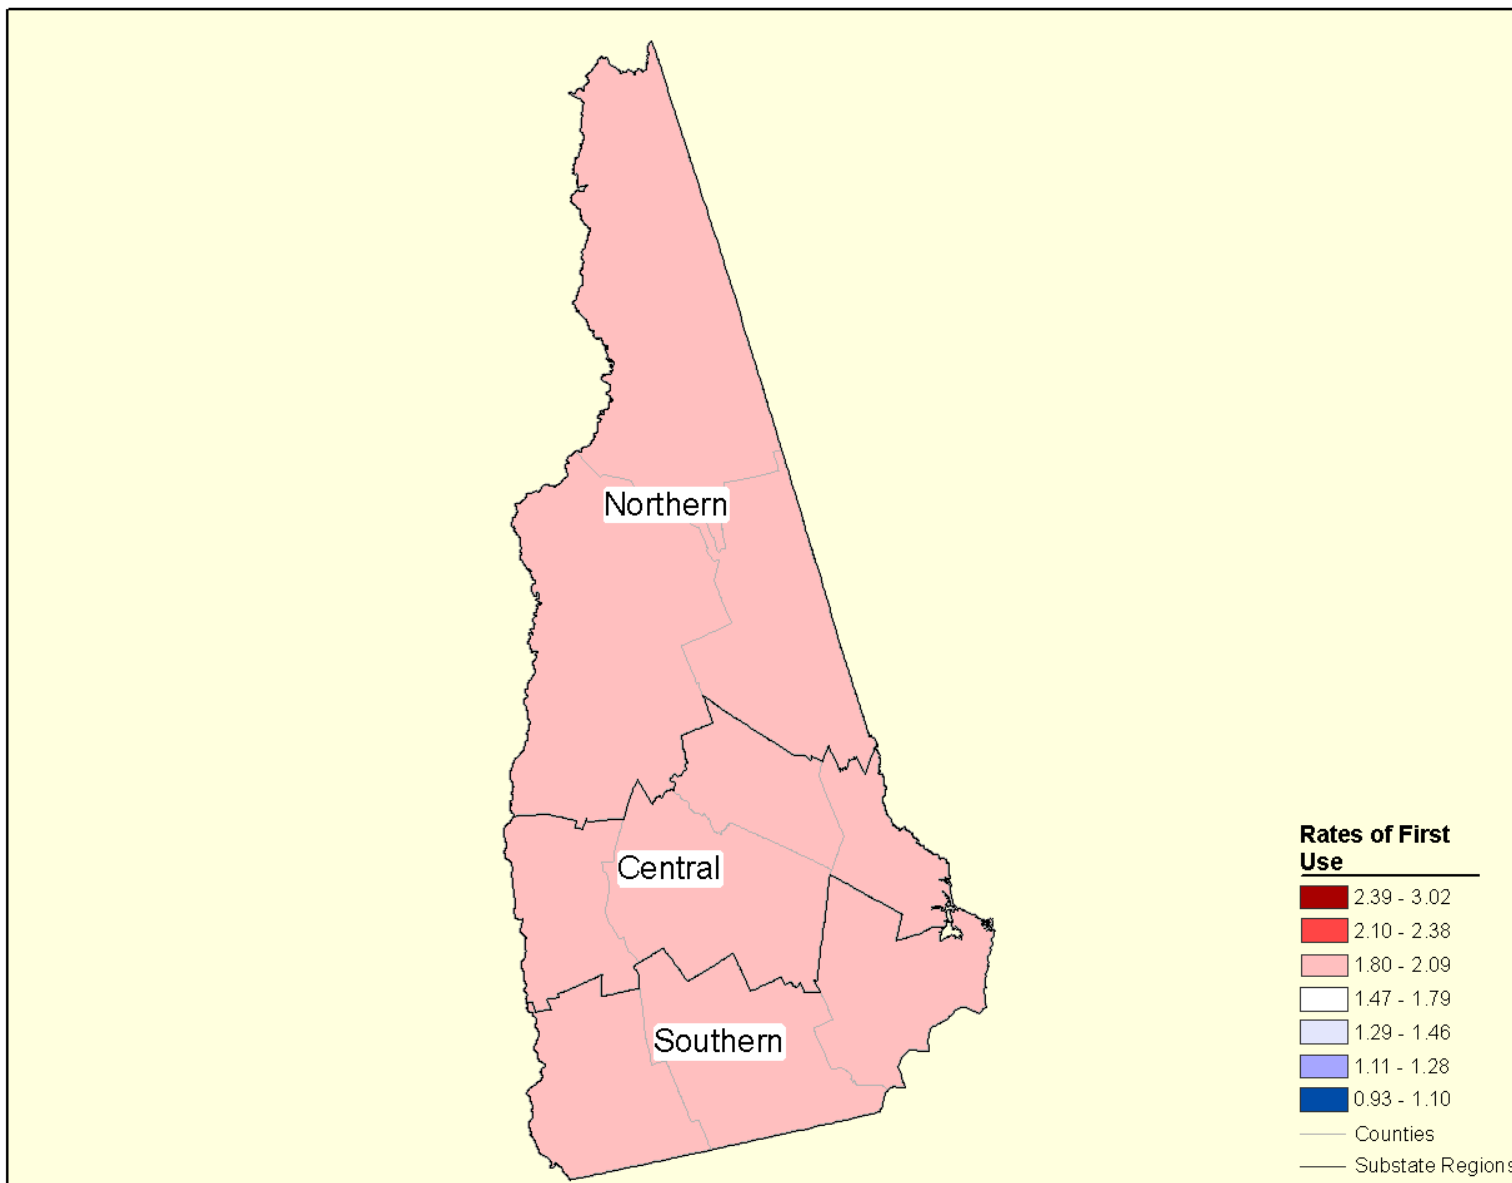 Northern
Central
Southern
Rates of First
Use
2.39 - 3.02
2.10 - 2.38
1.80 - 2.09
1.47 - 1.79
1.29 - 1.46
1.11 - 1.28
0.93 - 1.10
Counties
Substate Regions